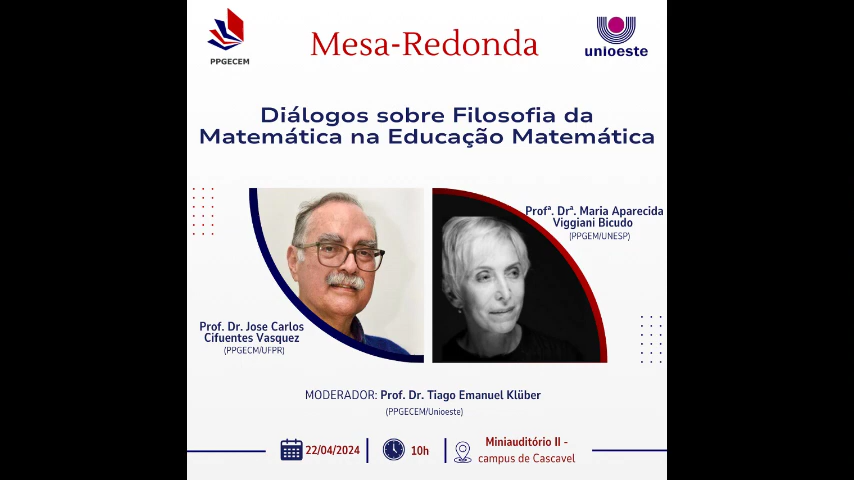 PPGECEM
Mesa-Redonda
unioeste
Diálogos sobre Filosofia da
Matemática na Educação Matemática
Profª. Drª. Maria Aparecida
Viggiani Bicudo
(PPGEM/UNESP)
Prof. Dr. Jose Carlos
Cifuentes Vasquez
(PPGECM/UFPR)
MODERADOR: Prof. Dr. Tiago Emanuel Klüber
(PPGECEM/Unioeste)
22/04/2024
10h
Miniauditório II -
campus de Cascavel